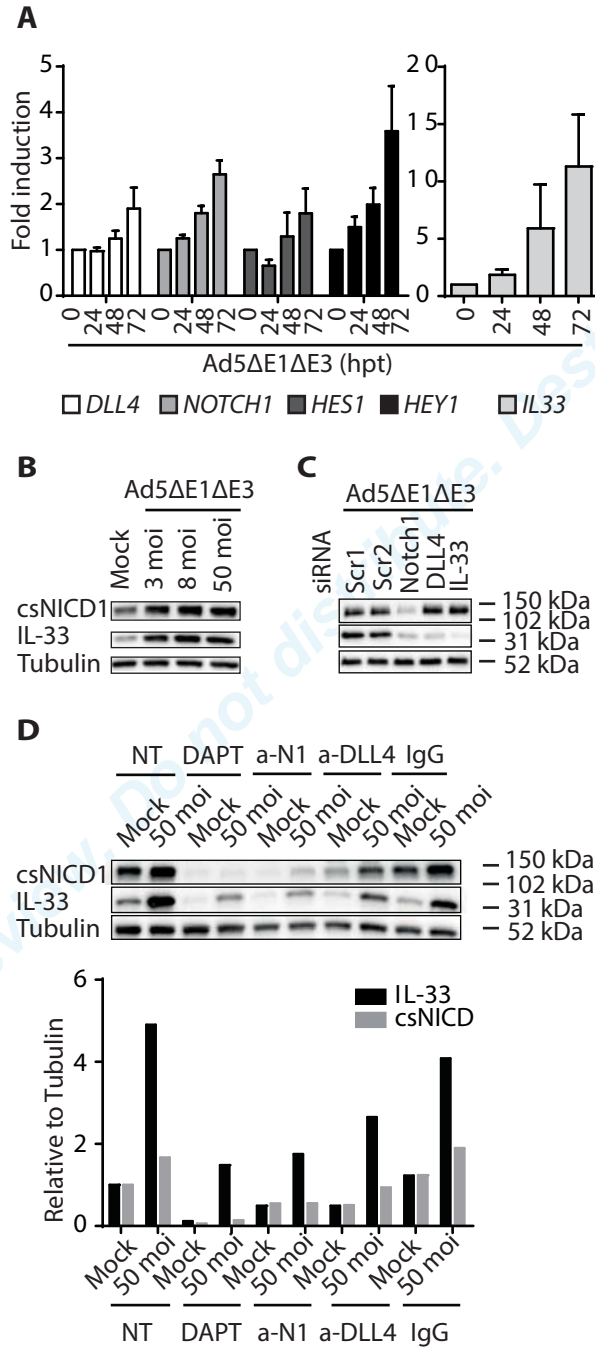 A
Fold induction
5
4
3
2
1
0
20
15
10
5
0
0 24 48 72 0 24 48 72 0 24 48 72 0 24 48 72 0 24 48 72
Ad5ΔE1ΔE3 (hpt)
DLL4 NOTCH1 HES1 HEY1 IL33
B
Ad5ΔE1ΔE3
Mock 3 moi 8 moi 50 moi
csNICD1
IL-33
Tubulin
C
Ad5ΔE1ΔE3
siRNA Scr1 Scr2 Notch1 DLL4 IL-33
150 kDa
102 kDa
31 kDa
52 kDa
D
NT DAPT a-N1 a-DLL4 IgG
Mock 50 moi Mock 50 moi Mock 50 moi Mock 50 moi Mock 50 moi
csNICD1
IL-33
Tubulin
150 kDa
102 kDa
31 kDa
52 kDa
Relative to Tubulin
6
4
2
0
IL-33
csNICD
Mock 50 moi Mock 50 moi Mock 50 moi Mock 50 moi Mock 50 moi
NT DAPT a-N1 a-DLL4 IgG
. Do not distribute. Dest